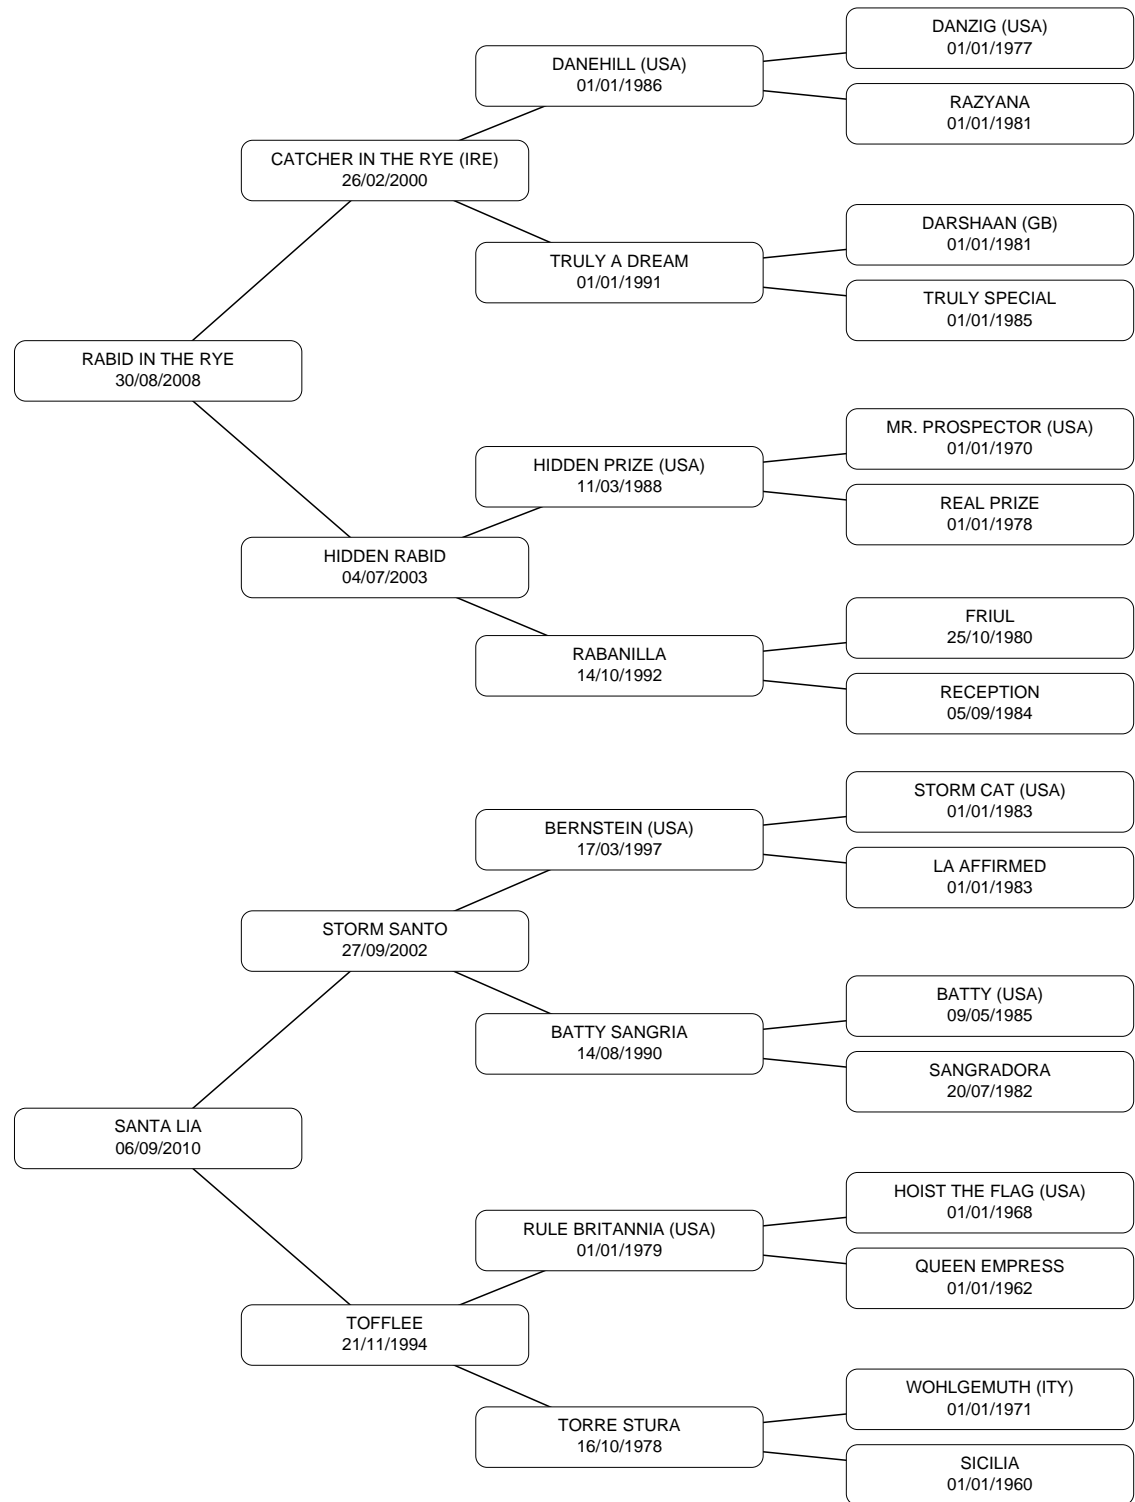 DANZIG (USA)
01/01/1977
DANEHILL (USA)
01/01/1986
RAZYANA
01/01/1981
CATCHER IN THE RYE (IRE)
26/02/2000
DARSHAAN (GB)
01/01/1981
TRULY A DREAM
01/01/1991
TRULY SPECIAL
01/01/1985
RABID IN THE RYE
30/08/2008
MR. PROSPECTOR (USA)
01/01/1970
HIDDEN PRIZE (USA)
11/03/1988
REAL PRIZE
01/01/1978
HIDDEN RABID
04/07/2003
FRIUL
25/10/1980
RABANILLA
14/10/1992
RECEPTION
05/09/1984
STORM CAT (USA)
01/01/1983
BERNSTEIN (USA)
17/03/1997
LA AFFIRMED
01/01/1983
STORM SANTO
27/09/2002
BATTY (USA)
09/05/1985
BATTY SANGRIA
14/08/1990
SANGRADORA
20/07/1982
SANTA LIA
06/09/2010
HOIST THE FLAG (USA)
01/01/1968
RULE BRITANNIA (USA)
01/01/1979
QUEEN EMPRESS
01/01/1962
TOFFLEE
21/11/1994
WOHLGEMUTH (ITY)
01/01/1971
TORRE STURA
16/10/1978
SICILIA
01/01/1960